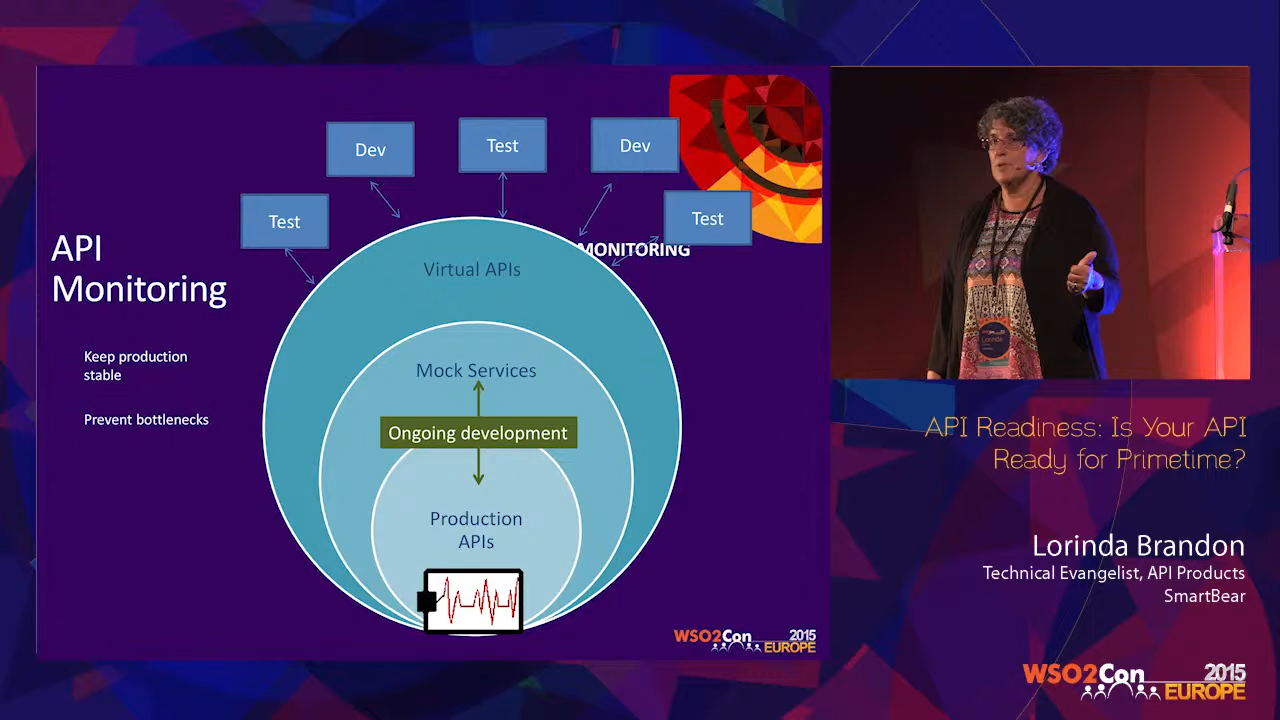 API
Monitoring
Keep production
stable
Prevent bottlenecks
Dev
Test
Dev
Test
Test
MONITORING
Virtual APIs
Mock Services
Ongoing development
Production
APIs
WSO2Con 2015
EUROPE
Lorinda
API Readiness: Is Your API
Ready for Primetime?
Lorinda Brandon
Technical Evangelist, API Products
SmartBear
WSO2Con 2015
EUROPE